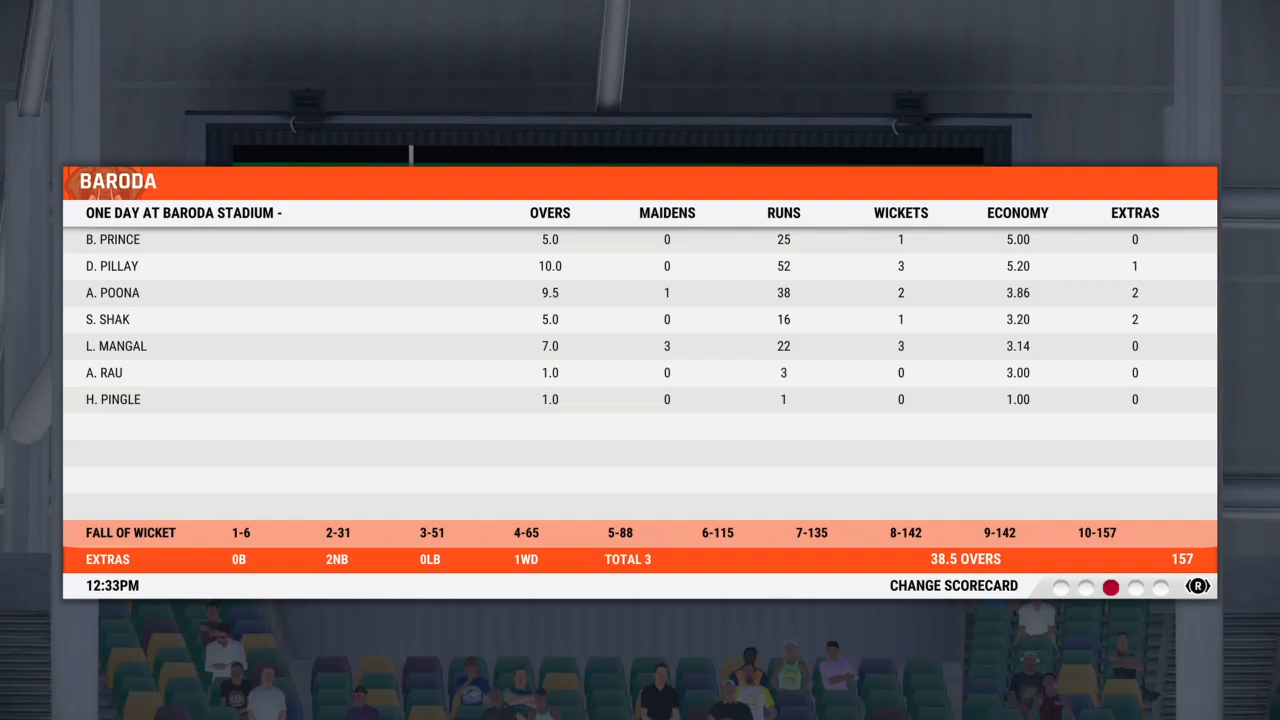 BARODA
ONE DAY AT BARODA STADIUM - OVERS MAIDENS RUNS WICKETS ECONOMY EXTRAS
B. PRINCE 5.0 0 25 1 5.00 0
D. PILLAY 10.0 0 52 3 5.20 1
A. POONA 9.5 1 38 2 3.86 2
S. SHAK 5.0 0 16 1 3.20 2
L. MANGAL 7.0 3 22 3 3.14 0
A. RAU 1.0 0 3 0 3.00 0
H. PINGLE 1.0 0 1 0 1.00 0
FALL OF WICKET 1-6 2-31 3-51 4-65 5-88 6-115 7-135 8-142 9-142 10-157
EXTRAS 0B 2NB 0LB 1WD TOTAL 3 38.5 OVERS 157
12:33PM CHANGE SCORECARD R